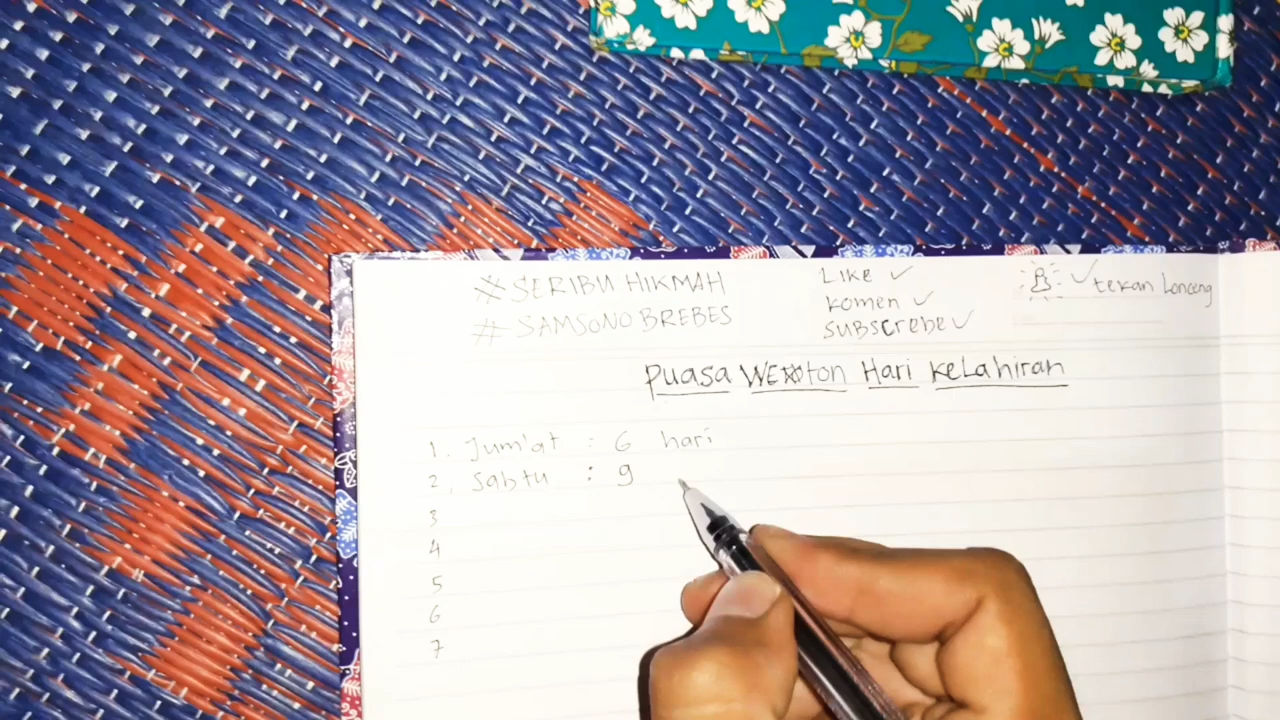 # SERIBU HIKMAH
# SAMSONO BREBES
Like ✓
komen ✓
subscrebe ✓
✓ tekan Lonceng
Puasa Weton Hari Kelahiran
1. Jum'at : 6 hari
2. Sabtu : 9
3
4
5
6
7